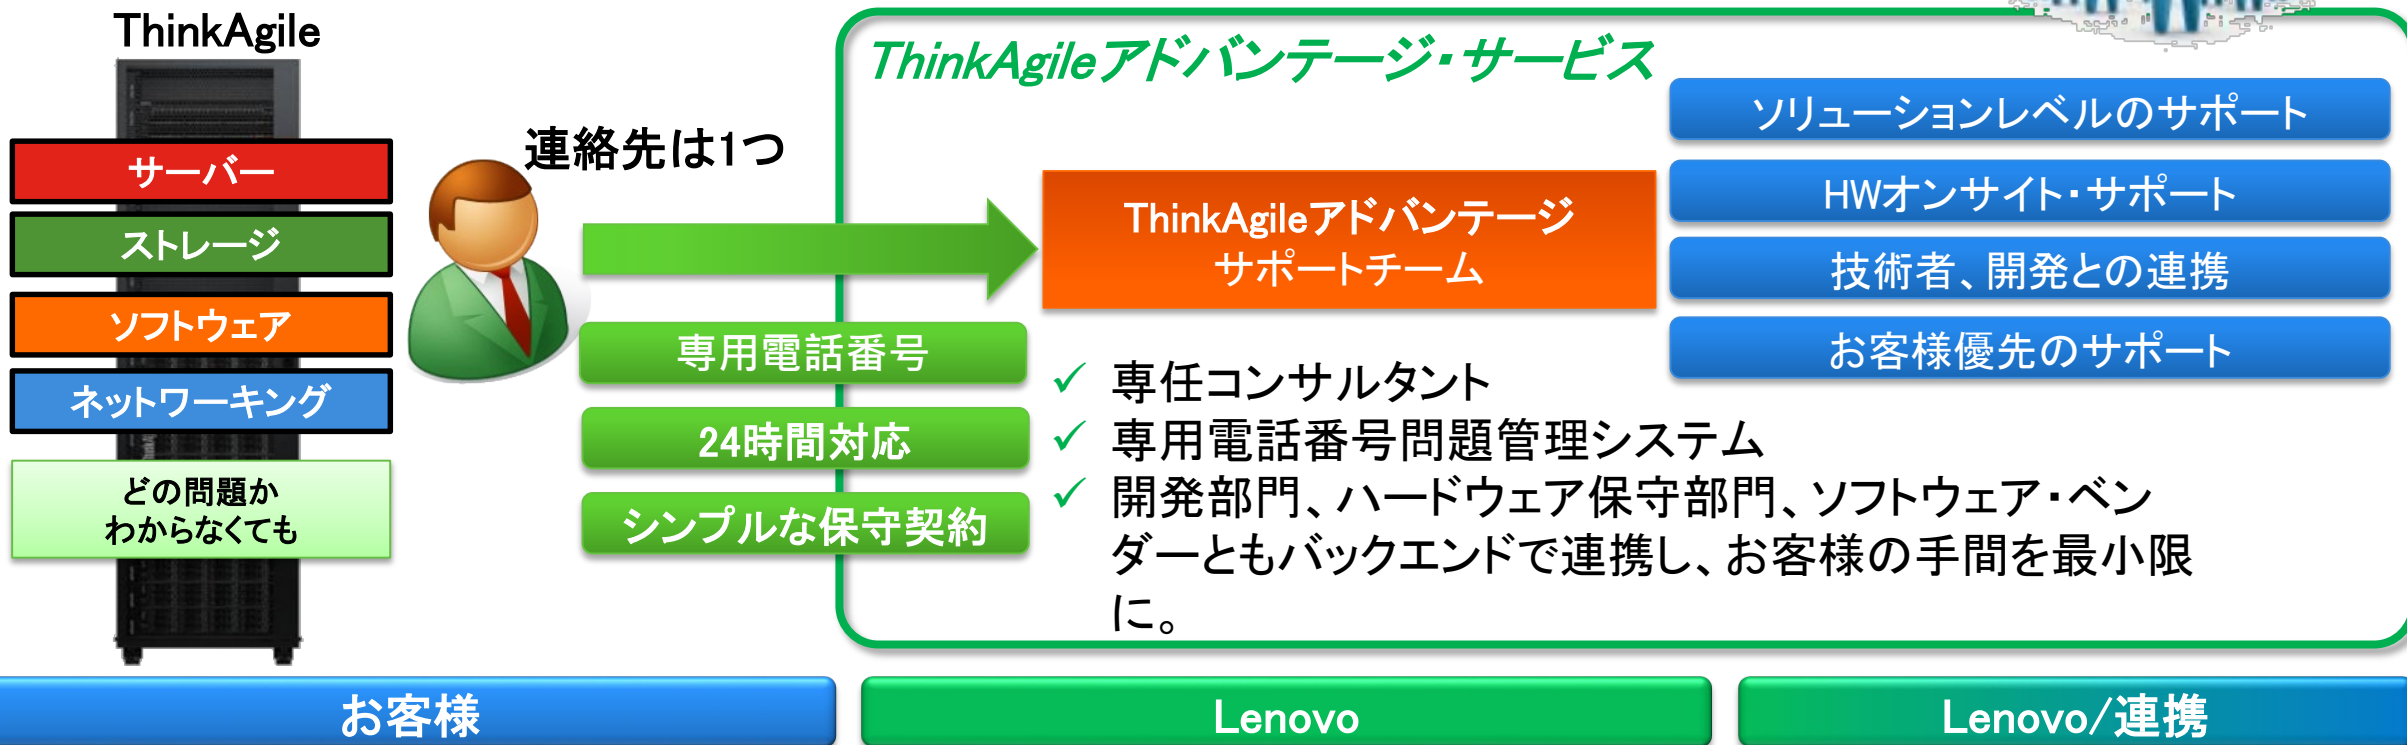 ThinkAgile
サーバー
ストレージ
ソフトウェア
ネットワーキング
どの問題か
わからなくても
連絡先は1つ
専用電話番号
24時間対応
シンプルな保守契約
ThinkAgileアドバンテージ・サービス
ThinkAgileアドバンテージ
サポートチーム
ソリューションレベルのサポート
HWオンサイト・サポート
技術者、開発との連携
お客様優先のサポート
✓ 専任コンサルタント
✓ 専用電話番号問題管理システム
✓ 開発部門、ハードウェア保守部門、ソフトウェア・ベン
ダーともバックエンドで連携し、お客様の手間を最小限
に。
お客様
Lenovo
Lenovo/連携